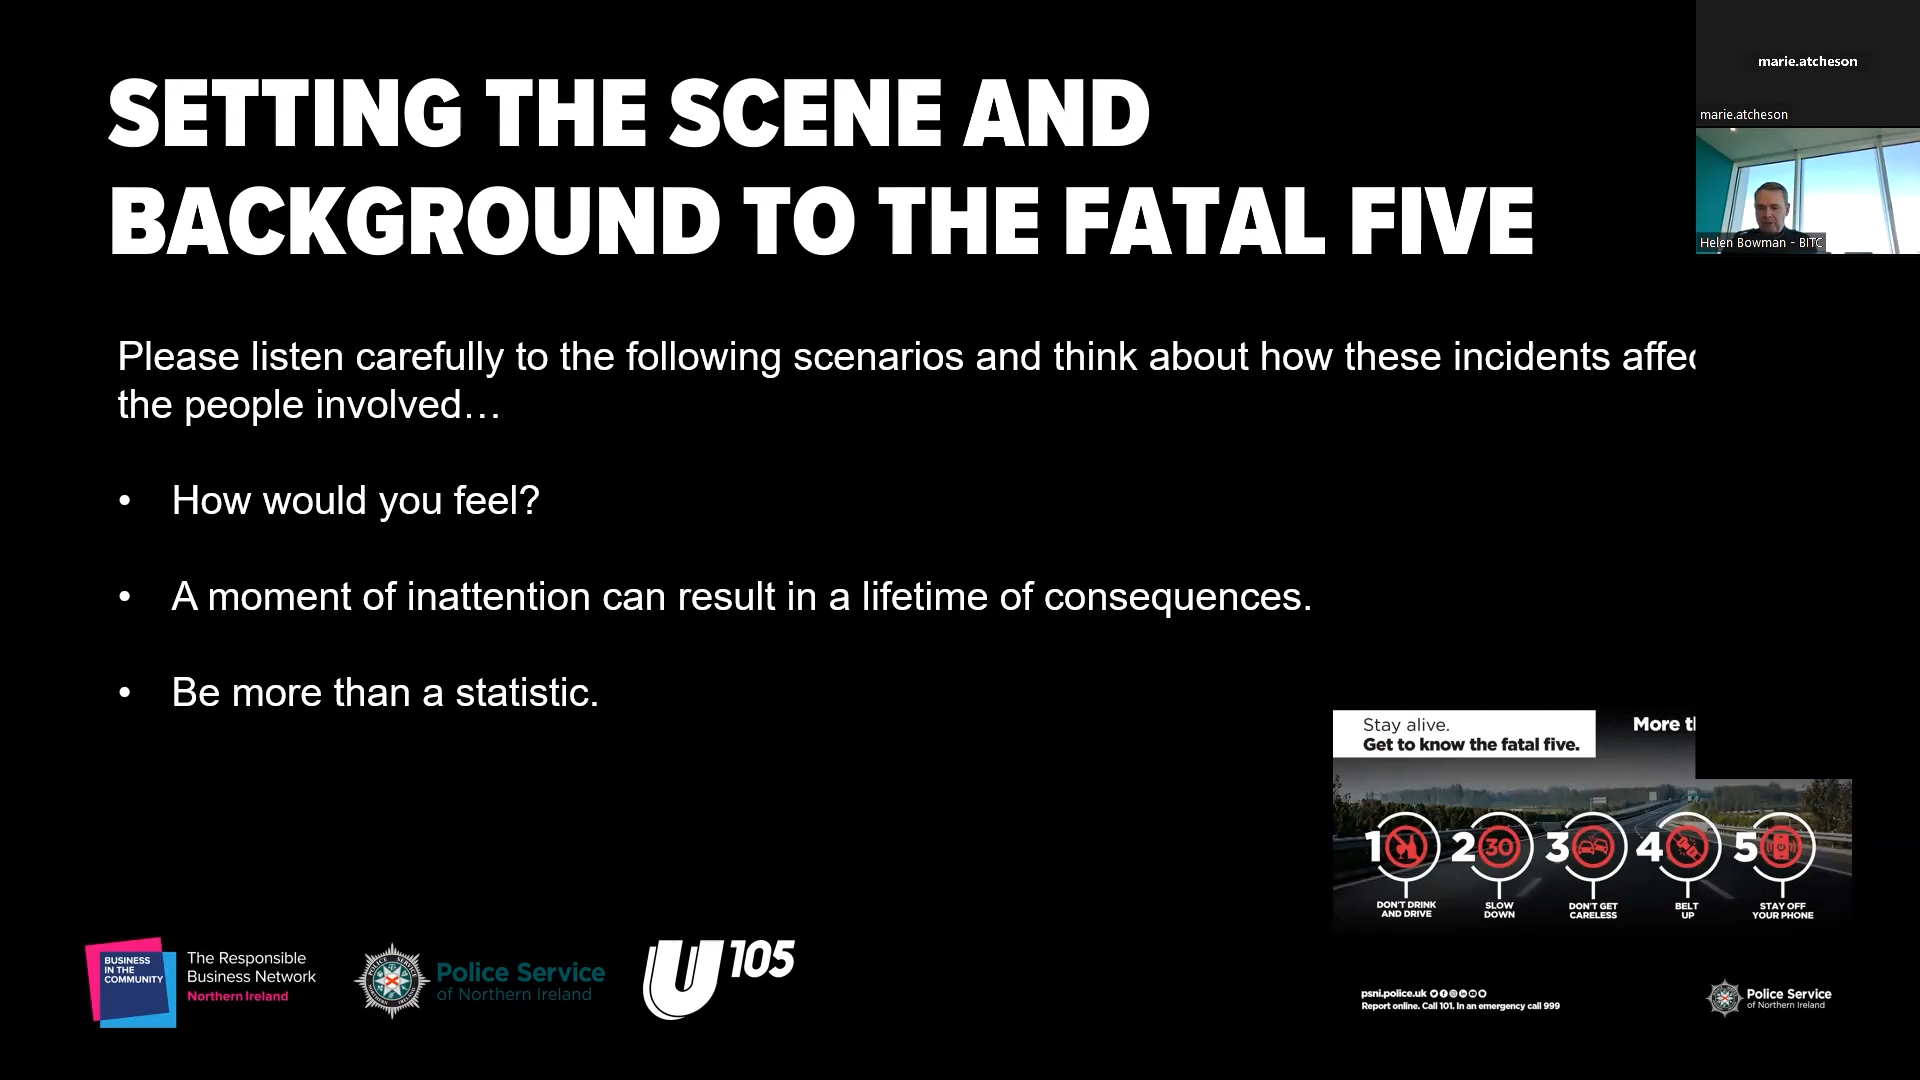 SETTING THE SCENE AND
BACKGROUND TO THE FATAL FIVE
marie.atcheson
marie.atcheson
Helen Bowman - BITC
Please listen carefully to the following scenarios and think about how these incidents affec
the people involved…
• How would you feel?
• A moment of inattention can result in a lifetime of consequences.
• Be more than a statistic.
Stay alive.
Get to know the fatal five.
More th
1 2 30 3 4 5
DON'T DRINK
AND DRIVE
SLOW
DOWN
DON'T GET
CARELESS
BELT
UP
STAY OFF
YOUR PHONE
psni.police.uk
Report online. Call 101. In an emergency call 999
Police Service
of Northern Ireland
BUSINESS
IN THE
COMMUNITY
The Responsible
Business Network
Northern Ireland
Police Service
of Northern Ireland
U105